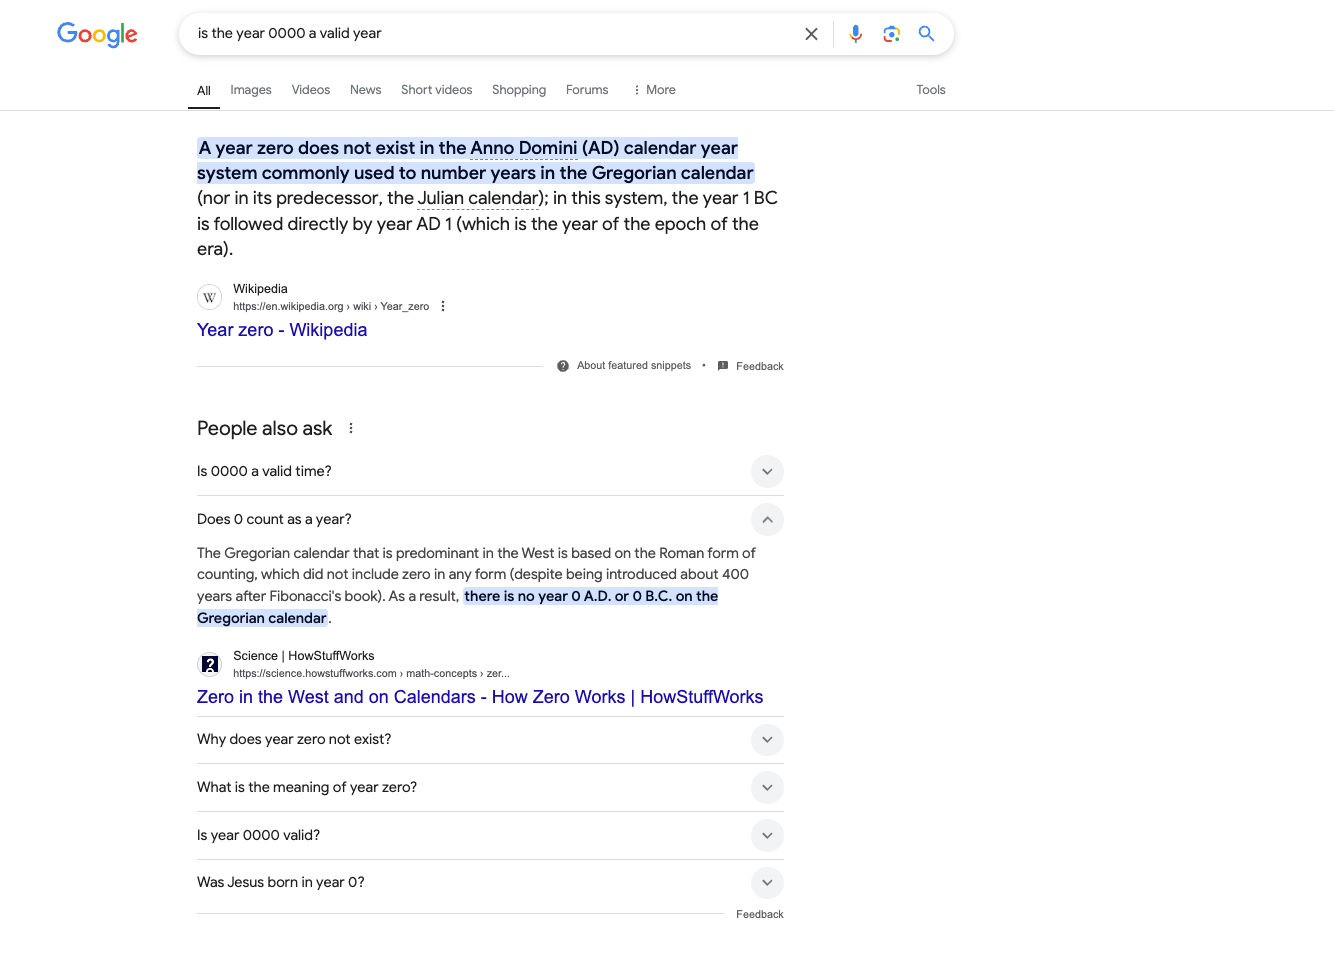 Google
is the year 0000 a valid year
All Images Videos News Short videos Shopping Forums More Tools
A year zero does not exist in the Anno Domini (AD) calendar year
system commonly used to number years in the Gregorian calendar
(nor in its predecessor, the Julian calendar); in this system, the year 1 BC
is followed directly by year AD 1 (which is the year of the epoch of the
era).
W
Wikipedia
https://en.wikipedia.org › wiki › Year_zero
Year zero - Wikipedia
About featured snippets • Feedback
People also ask
Is 0000 a valid time?
Does 0 count as a year?
The Gregorian calendar that is predominant in the West is based on the Roman form of
counting, which did not include zero in any form (despite being introduced about 400
years after Fibonacci's book). As a result, there is no year 0 A.D. or 0 B.C. on the
Gregorian calendar.
Science | HowStuffWorks
https://science.howstuffworks.com › math-concepts › zer...
Zero in the West and on Calendars - How Zero Works | HowStuffWorks
Why does year zero not exist?
What is the meaning of year zero?
Is year 0000 valid?
Was Jesus born in year 0?
Feedback